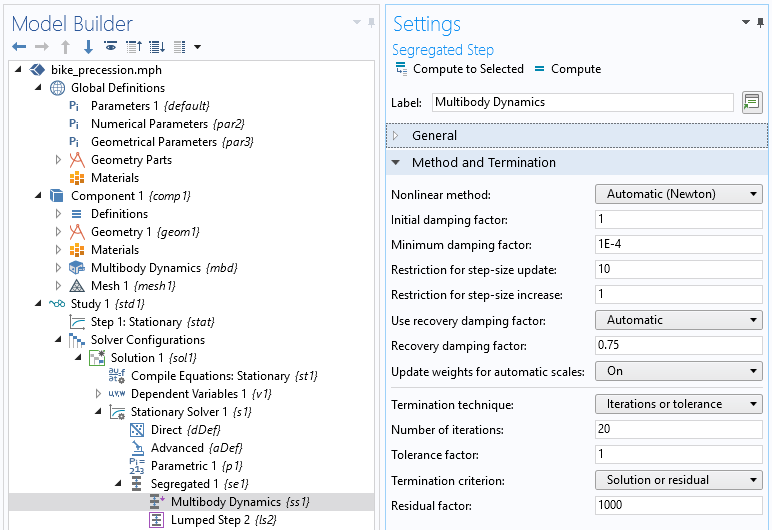 Model Builder
bike_precession.mph
Global Definitions
Parameters 1 {default}
Numerical Parameters {par2}
Geometrical Parameters {par3}
Geometry Parts
Materials
Component 1 {comp1}
Definitions
Geometry 1 {geom1}
Materials
Multibody Dynamics {mbd}
Mesh 1 {mesh1}
Study 1 {std1}
Step 1: Stationary {stat}
Solver Configurations
Solution 1 {sol1}
Compile Equations: Stationary {st1}
Dependent Variables 1 {v1}
Stationary Solver 1 {s1}
Direct {dDef}
Advanced {aDef}
Parametric 1 {p1}
Segregated 1 {se1}
Multibody Dynamics {ss1}
Lumped Step 2 {ls2}
Settings
Segregated Step
Compute to Selected = Compute
Label: Multibody Dynamics
General
Method and Termination
Nonlinear method: Automatic (Newton)
Initial damping factor: 1
Minimum damping factor: 1E-4
Restriction for step-size update: 10
Restriction for step-size increase: 1
Use recovery damping factor: Automatic
Recovery damping factor: 0.75
Update weights for automatic scales: On
Termination technique: Iterations or tolerance
Number of iterations: 20
Tolerance factor: 1
Termination criterion: Solution or residual
Residual factor: 1000